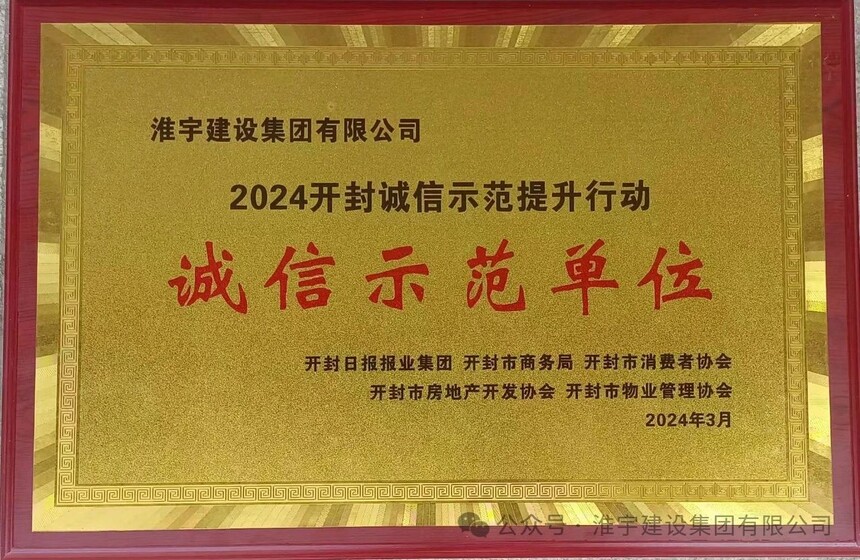 淮宇建设集团有限公司
2024开封诚信示范提升行动
诚信示范单位
开封日报报业集团 开封市商务局 开封市消费者协会
开封市房地产开发协会 开封市物业管理协会
2024年3月
公众号·淮宇建设集团有限公司